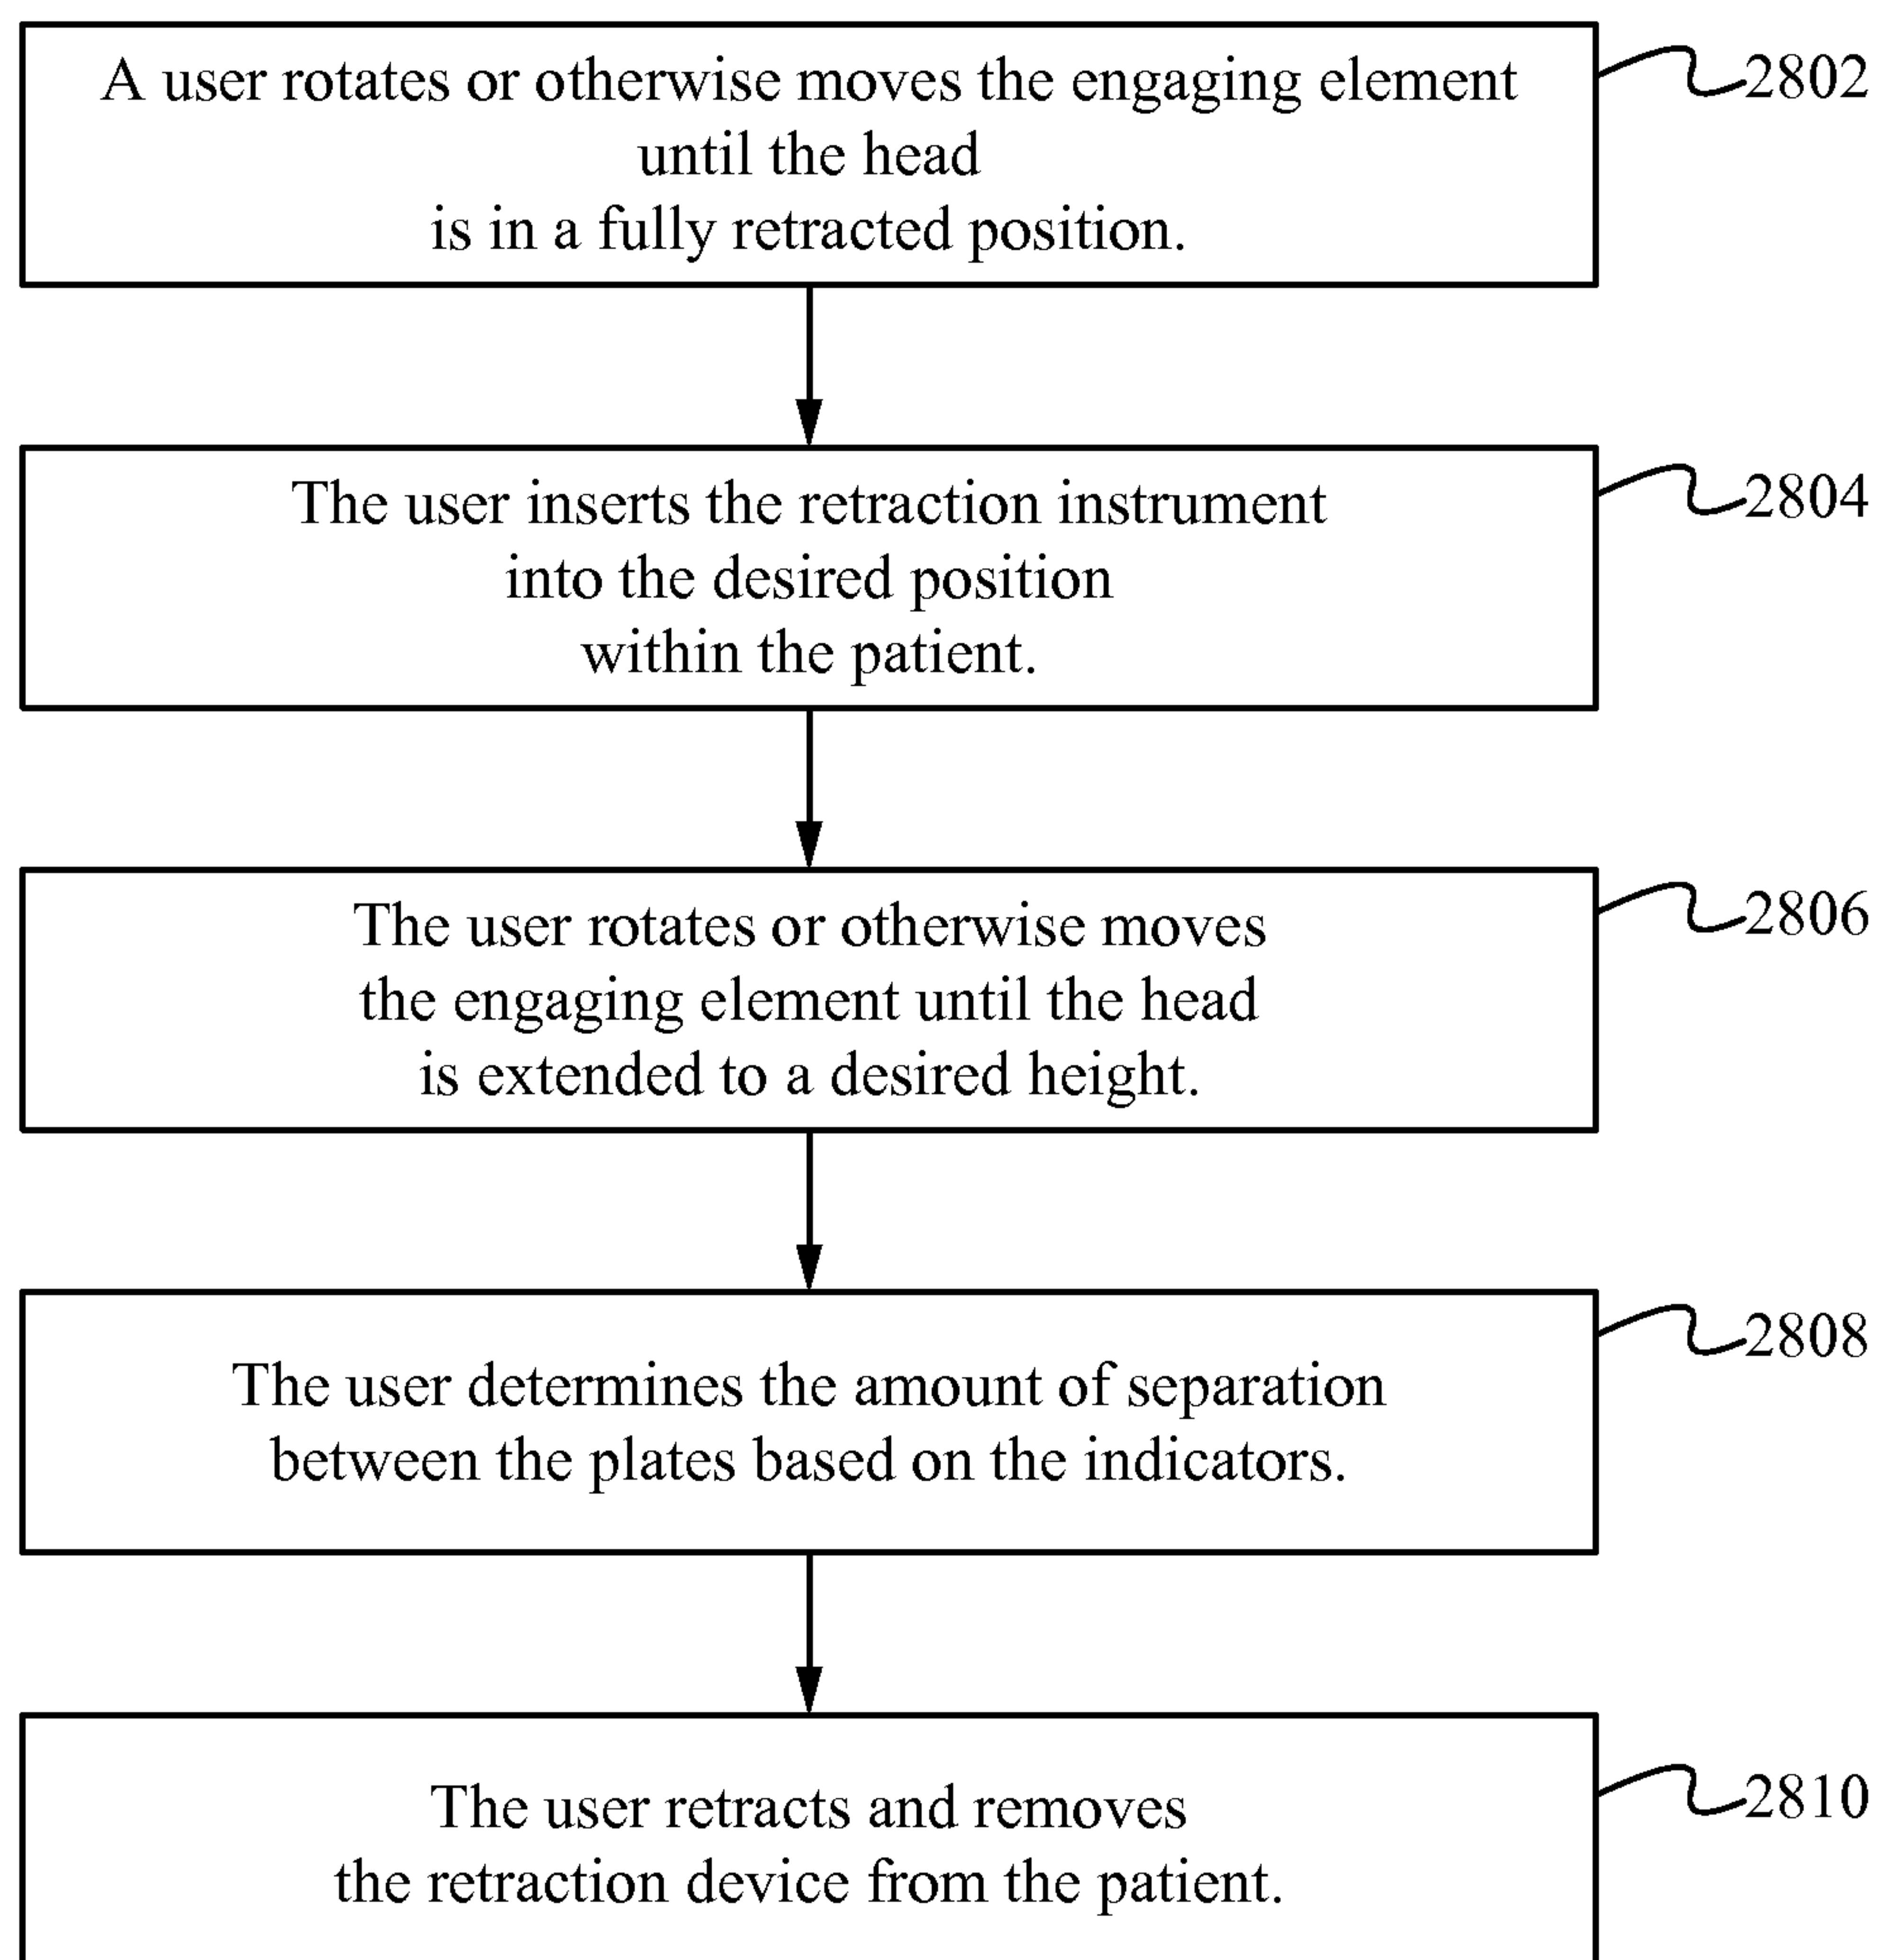 A user rotates or otherwise moves the engaging element
until the head
is in a fully retracted position.
2802
The user inserts the retraction instrument
into the desired position
within the patient.
2804
The user rotates or otherwise moves
the engaging element until the head
is extended to a desired height.
2806
The user determines the amount of separation
between the plates based on the indicators.
2808
The user retracts and removes
the retraction device from the patient.
2810